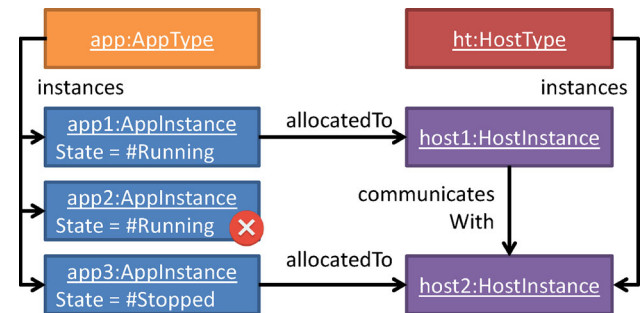 app:AppType
ht:HostType
instances
instances
app1:AppInstance
State = #Running
allocatedTo
host1:HostInstance
app2:AppInstance
State = #Running
communicates
With
app3:AppInstance
State = #Stopped
allocatedTo
host2:HostInstance